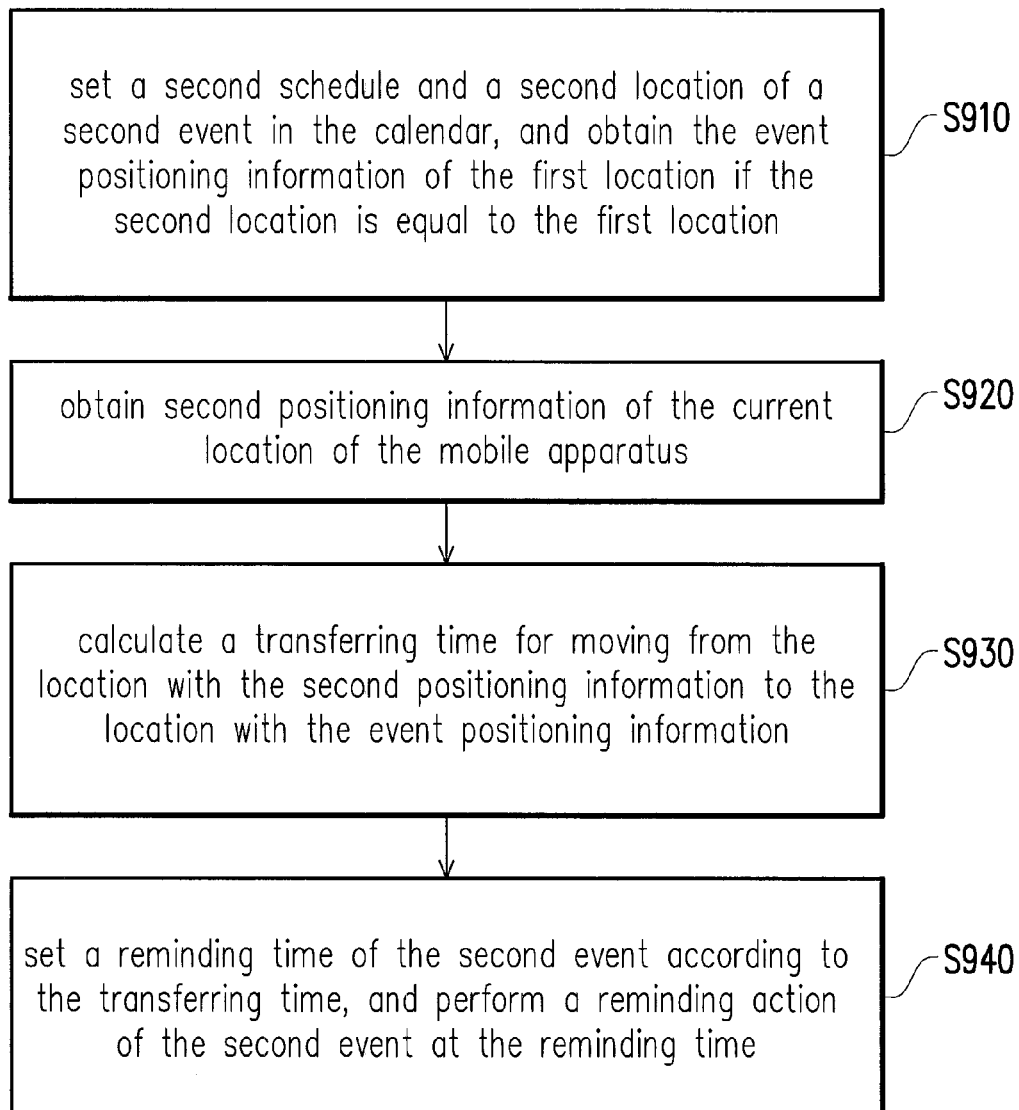 set a second schedule and a second location of a
second event in the calendar, and obtain the event
positioning information of the first location if the
second location is equal to the first location
S910
obtain second positioning information of the current
location of the mobile apparatus
S920
calculate a transferring time for moving from the
location with the second positioning information to the
location with the event positioning information
S930
set a reminding time of the second event according to
the transferring time, and perform a reminding action
of the second event at the reminding time
S940